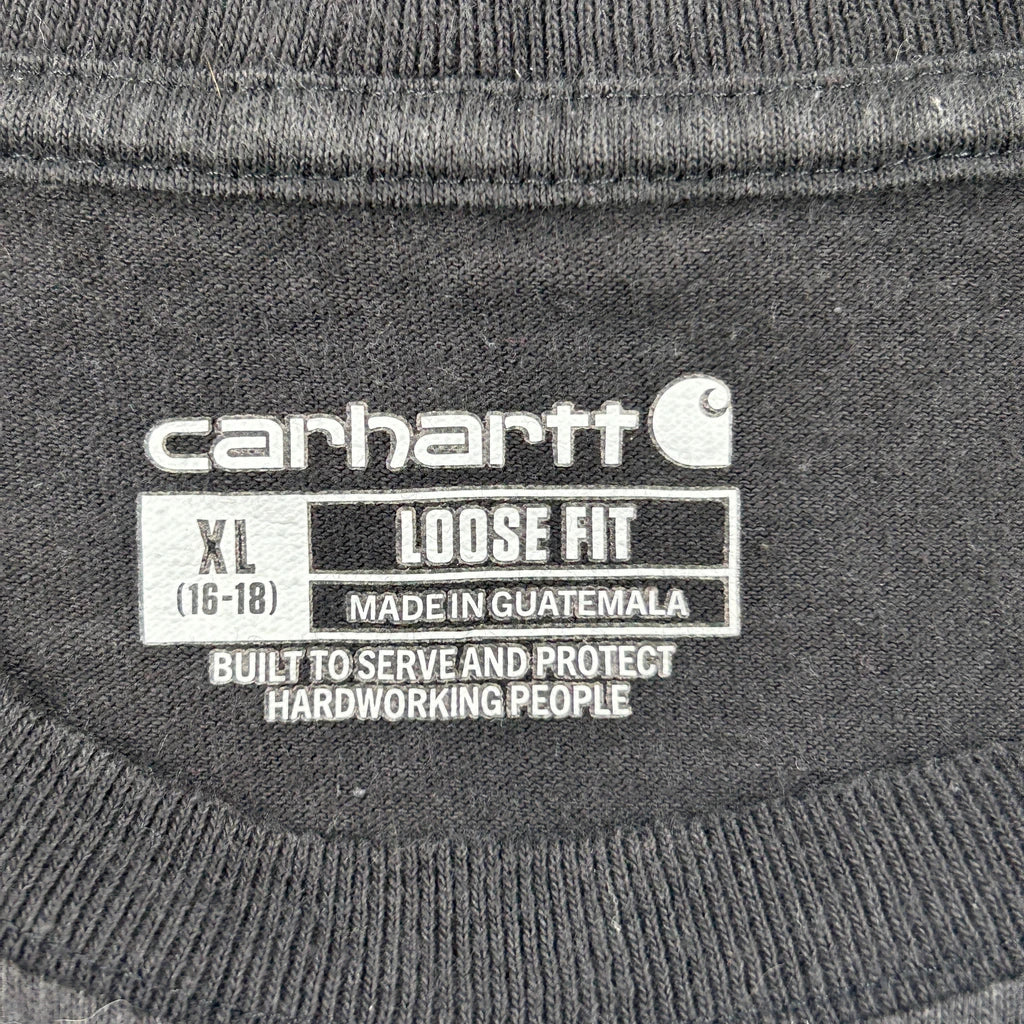 carhartt
XL
(16-18)
LOOSE FIT
MADE IN GUATEMALA
BUILT TO SERVE AND PROTECT
HARDWORKING PEOPLE